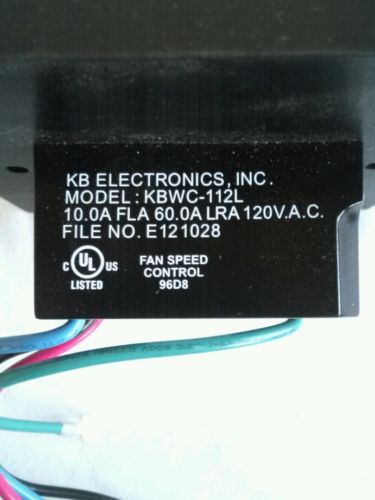 KB ELECTRONICS, INC.
MODEL: KBWC-112L
10.0A FLA 60.0A LRA 120V.A.C.
FILE NO. E121028
C UL US
LISTED
FAN SPEED
CONTROL
96D8